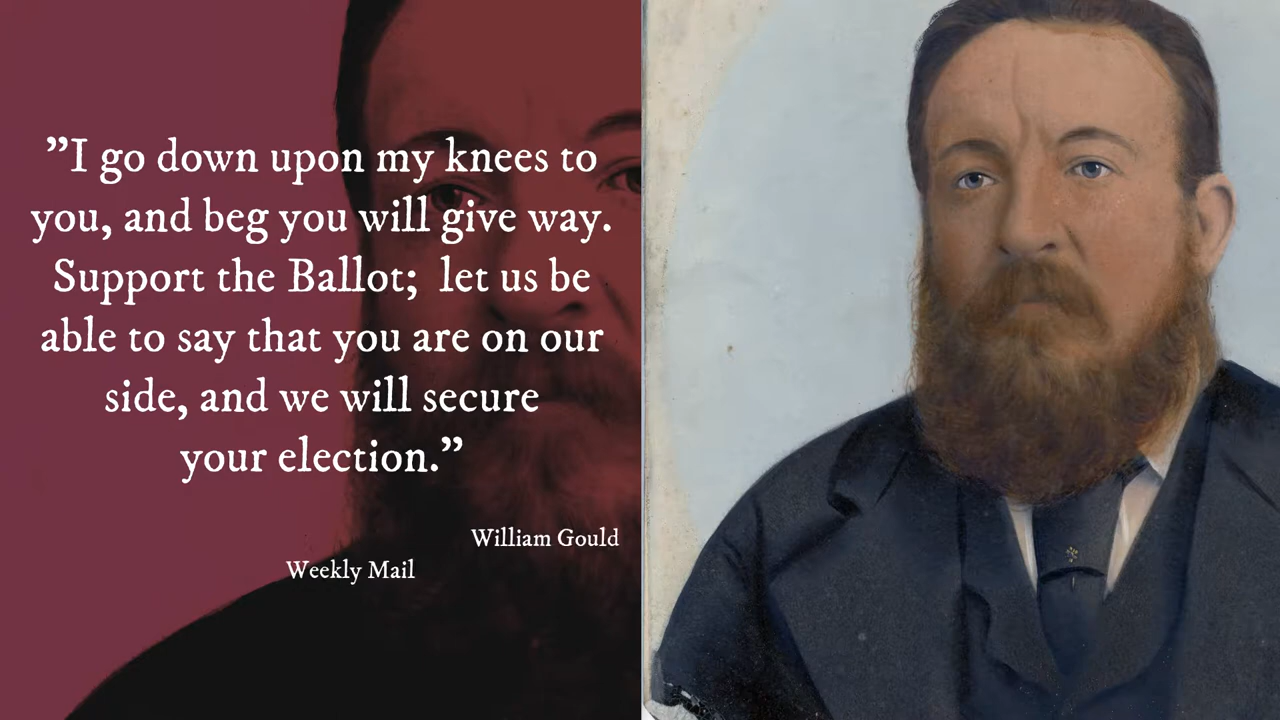 ”I go down upon my knees to
you, and beg you will give way.
Support the Ballot;  let us be
able to say that you are on our
side, and we will secure
your election.”
William Gould
Weekly Mail